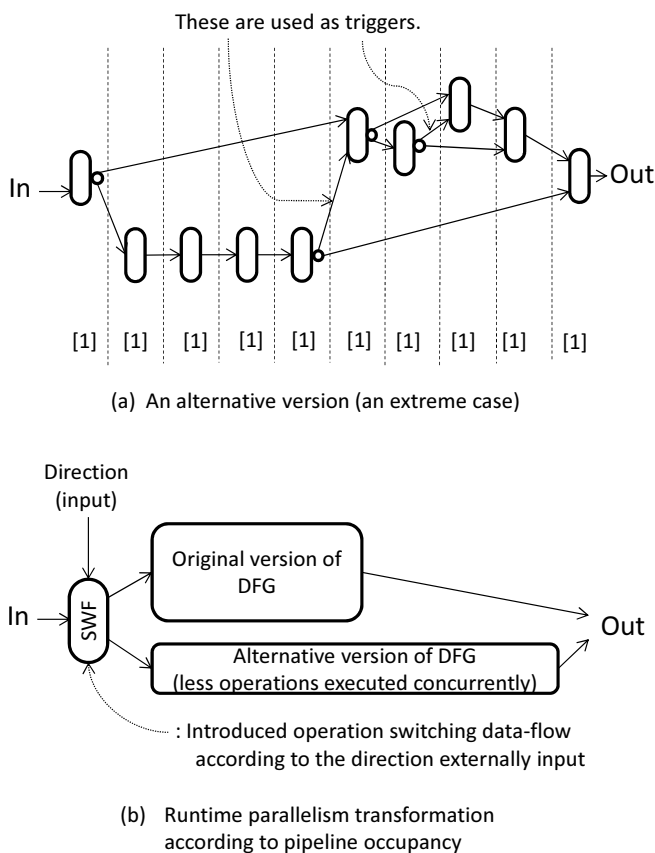 These are used as triggers.
In
Out
[1] [1] [1] [1] [1] [1] [1] [1] [1] [1]
(a) An alternative version (an extreme case)
Direction
(input)
Original version of
DFG
In
SWF
Out
Alternative version of DFG
(less operations executed concurrently)
: Introduced operation switching data-flow
according to the direction externally input
(b) Runtime parallelism transformation
according to pipeline occupancy